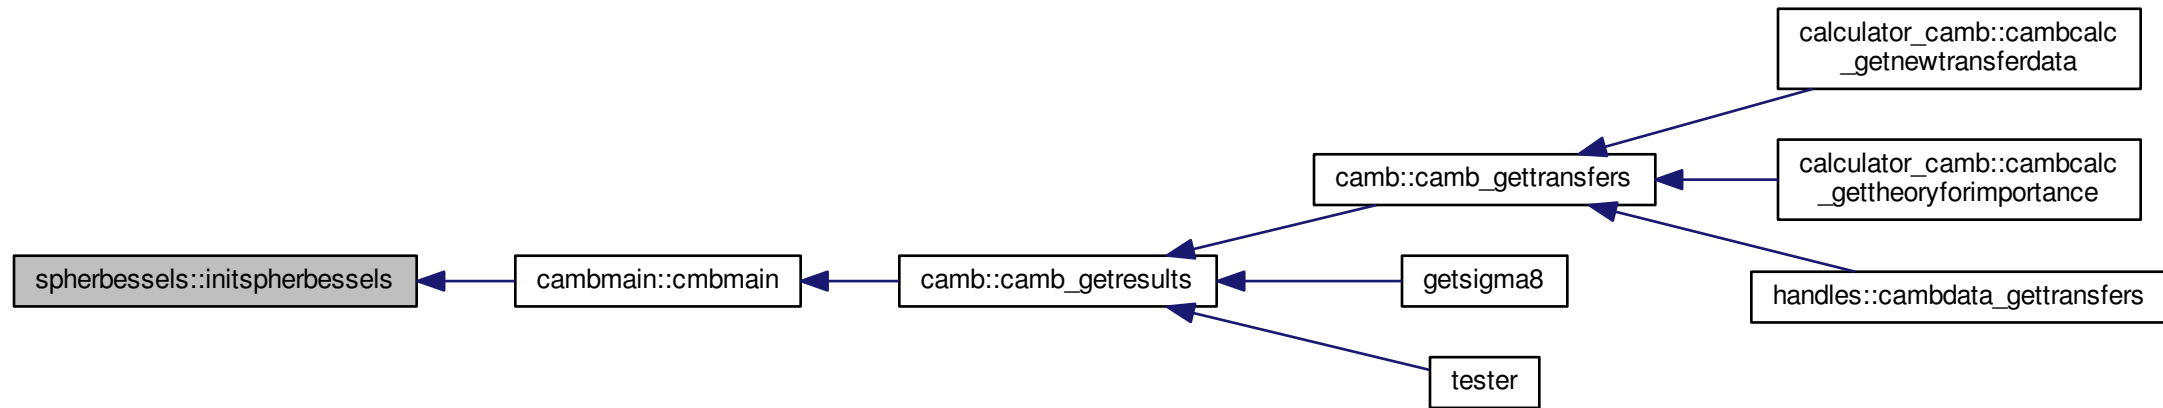 spherbessels::initspherbessels
cambmain::cmbmain
camb::camb_getresults
camb::camb_gettransfers
getsigma8
tester
calculator_camb::cambcalc
_getnewtransferdata
calculator_camb::cambcalc
_gettheoryforimportance
handles::cambdata_gettransfers